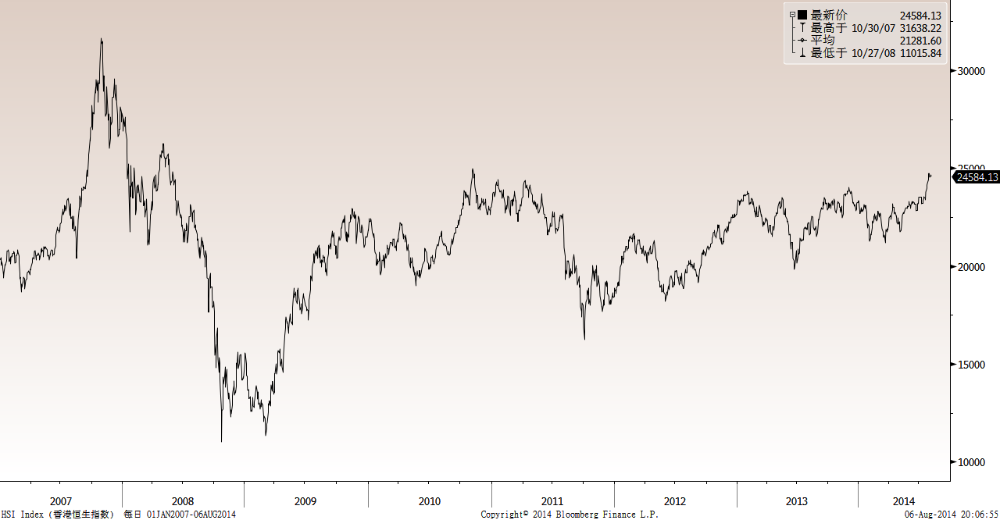 最新价 24584.13
最高于 10/30/07 31638.22
平均 21281.60
最低于 10/27/08 11015.84
30000
25000
24584.13
20000
15000
10000
2007 2008 2009 2010 2011 2012 2013 2014
HSI Index (香港恒生指数) 每日 01JAN2007-06AUG2014 Copyright© 2014 Bloomberg Finance L.P. 06-Aug-2014 20:06:55